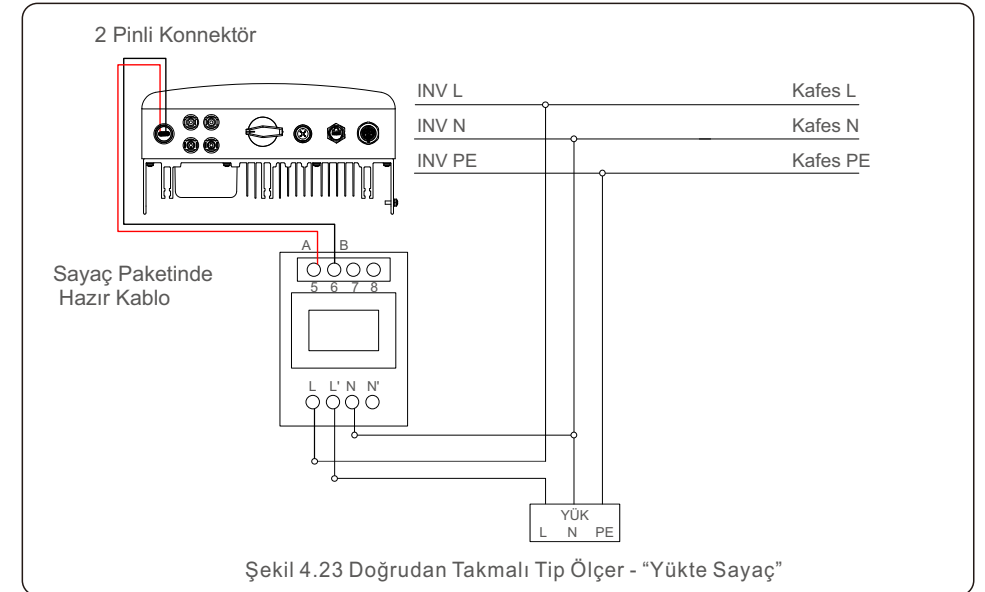 2 Pinli Konnektör
INV L Kafes L
INV N Kafes N
INV PE Kafes PE
A B
5 6 7 8
Sayaç Paketinde
Hazır Kablo
L L' N N'
YÜK
L N PE
Şekil 4.23 Doğrudan Takmalı Tip Ölçer - “Yükte Sayaç”